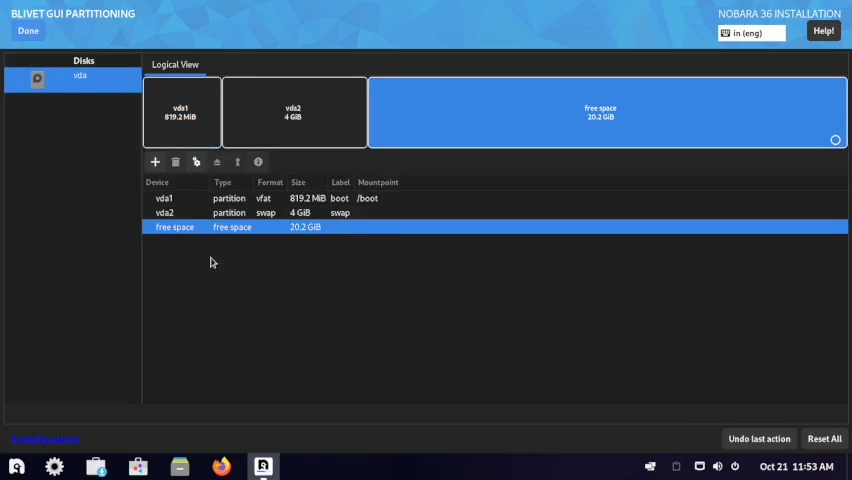 BLIVET GUI PARTITIONING
NOBARA 36 INSTALLATION
Done
in (eng)
Help!
Disks
vda
Logical View
vda1
819.2 MiB
vda2
4 GiB
free space
20.2 GiB
Device Type Format Size Label Mountpoint
vda1 partition vfat 819.2 MiB boot /boot
vda2 partition swap 4 GiB swap
free space free space 20.2 GiB
Undo last action
Reset All
Oct 21 11:53 AM